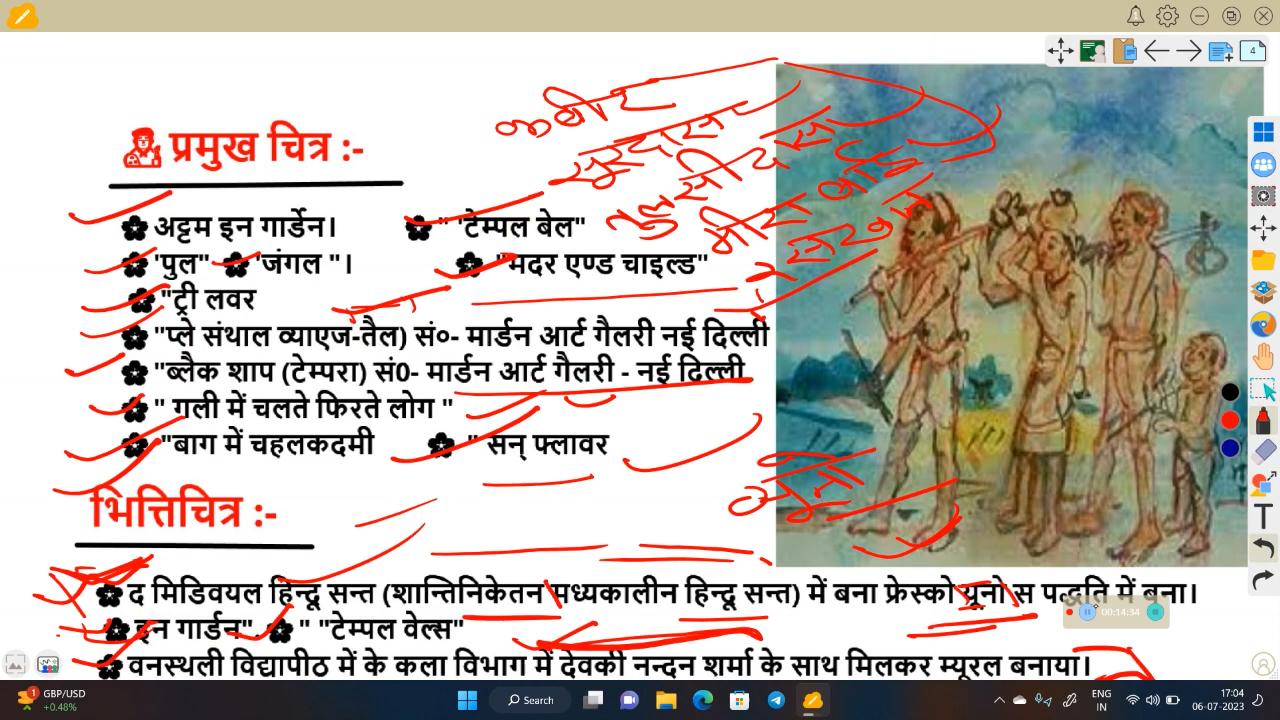 4
प्रमुख चित्र :-
कबीर
सूरदास
तुलसीदास
मीराबाई
अट्टम इन गार्डेन। " 'टेम्पल बेल"
'पुल" 'जंगल "। "मदर एण्ड चाइल्ड"
"ट्री लवर
"प्ले संथाल व्याएज-तैल) सं०- मार्डन आर्ट गैलरी नई दिल्ली
"ब्लैक शाप (टेम्परा) सं0- मार्डन आर्ट गैलरी - नई दिल्ली
" गली में चलते फिरते लोग "
"बाग में चहलकदमी " सन् फ्लावर
भित्तिचित्र :-
द मिडिवयल हिन्दू सन्त (शान्तिनिकेतन मध्यकालीन हिन्दू सन्त) में बना फ्रेस्को यूनो स पद्धति में बना।
00:14:34
इन गार्डन", " "टेम्पल वेल्स"
वनस्थली विद्यापीठ में के कला विभाग में देवकी नन्दन शर्मा के साथ मिलकर म्यूरल बनाया।
1
GBP/USD
+0.48%
Search
ENG
IN
17:04
06-07-2023